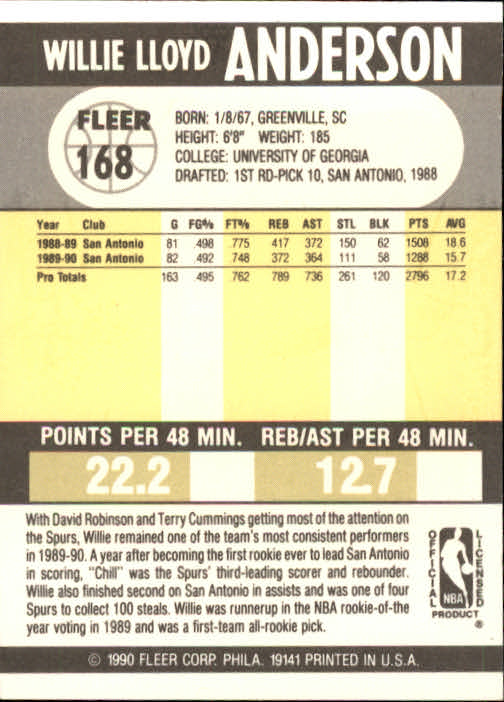 WILLIE LLOYD ANDERSON
FLEER
168
BORN: 1/8/67, GREENVILLE, SC
HEIGHT: 6'8" WEIGHT: 185
COLLEGE: UNIVERSITY OF GEORGIA
DRAFTED: 1ST RD-PICK 10, SAN ANTONIO, 1988
Year Club G FG% FT% REB AST STL BLK PTS AVG
1988-89 San Antonio 81 .498 .775 417 372 150 62 1508 18.6
1989-90 San Antonio 82 .492 .748 372 364 111 58 1288 15.7
Pro Totals 163 .495 .762 789 736 261 120 2796 17.2
POINTS PER 48 MIN. REB/AST PER 48 MIN.
22.2 12.7
With David Robinson and Terry Cummings getting most of the attention on
the Spurs, Willie remained one of the team's most consistent performers
in 1989-90. A year after becoming the first rookie ever to lead San Antonio
in scoring, "Chill" was the Spurs' third-leading scorer and rebounder.
Willie also finished second on San Antonio in assists and was one of four
Spurs to collect 100 steals. Willie was runnerup in the NBA rookie-of-the
year voting in 1989 and was a first-team all-rookie pick.
OFFICIAL
LICENSED
NBA
PRODUCT
®
© 1990 FLEER CORP. PHILA. 19141 PRINTED IN U.S.A.